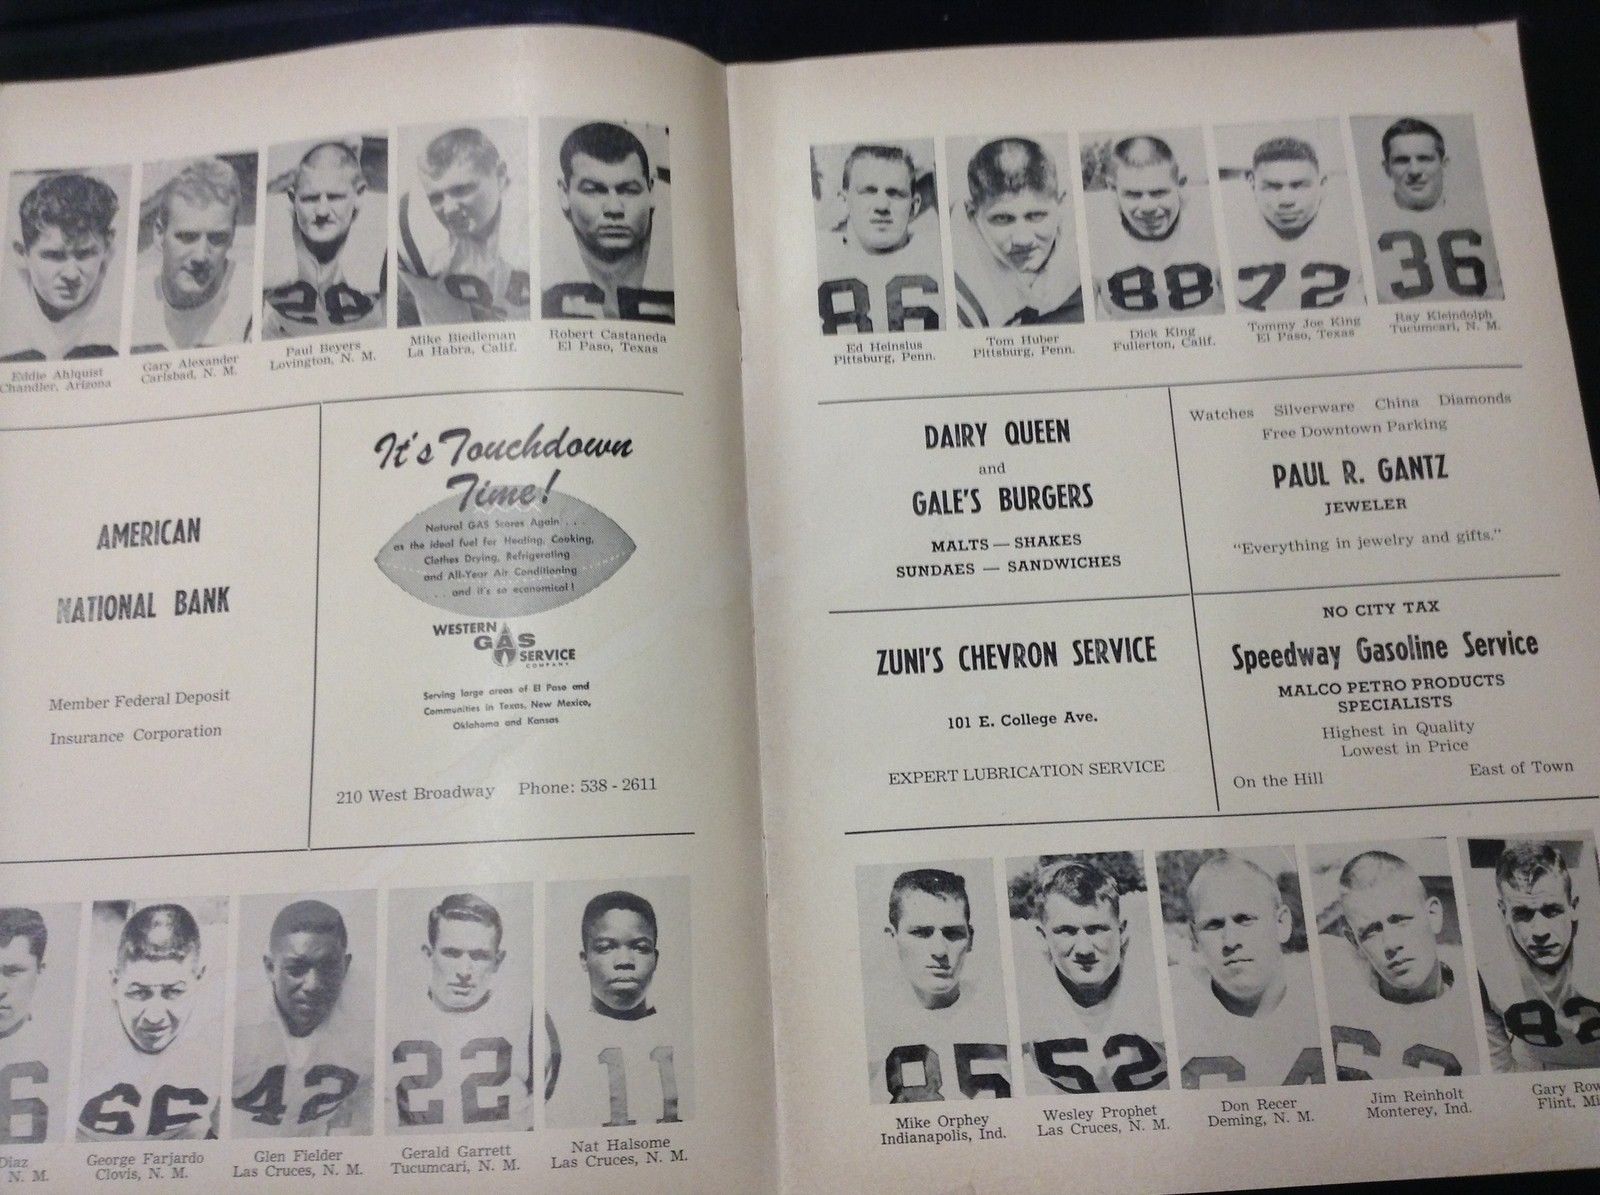 28
84
65
Eddie Ahlquist
Chandler, Arizona
Gary Alexander
Carlsbad, N. M.
Paul Beyers
Lovington, N. M.
Mike Biedleman
La Habra, Calif.
Robert Castaneda
El Paso, Texas
AMERICAN
NATIONAL BANK
Member Federal Deposit
Insurance Corporation
It's Touchdown
Time!
Natural GAS Scores Again . . .
as the ideal fuel for Heating, Cooking,
Clothes Drying, Refrigerating
and All-Year Air Conditioning
. . and it's so economical!
WESTERN
GAS
SERVICE
COMPANY
Serving large areas of El Paso and
Communities in Texas, New Mexico,
Oklahoma and Kansas
210 West Broadway Phone: 538 - 2611
6
66
42
22
11
Diaz
N. M.
George Farjardo
Clovis, N. M.
Glen Fielder
Las Cruces, N. M.
Gerald Garrett
Tucumcari, N. M.
Nat Halsome
Las Cruces, N. M.
86
88
72
36
Ed Heinsius
Pittsburg, Penn.
Tom Huber
Pittsburg, Penn.
Dick King
Fullerton, Calif.
Tommy Joe King
El Paso, Texas
Ray Kleindolph
Tucumcari, N. M.
DAIRY QUEEN
and
GALE'S BURGERS
MALTS — SHAKES
SUNDAES — SANDWICHES
Watches Silverware China Diamonds
Free Downtown Parking
PAUL R. GANTZ
JEWELER
"Everything in jewelry and gifts."
ZUNI'S CHEVRON SERVICE
101 E. College Ave.
EXPERT LUBRICATION SERVICE
NO CITY TAX
Speedway Gasoline Service
MALCO PETRO PRODUCTS
SPECIALISTS
Highest in Quality
Lowest in Price
On the Hill East of Town
85
52
64
62
82
Mike Orphey
Indianapolis, Ind.
Wesley Prophet
Las Cruces, N. M.
Don Recer
Deming, N. M.
Jim Reinholt
Monterey, Ind.
Gary Row
Flint, Mi